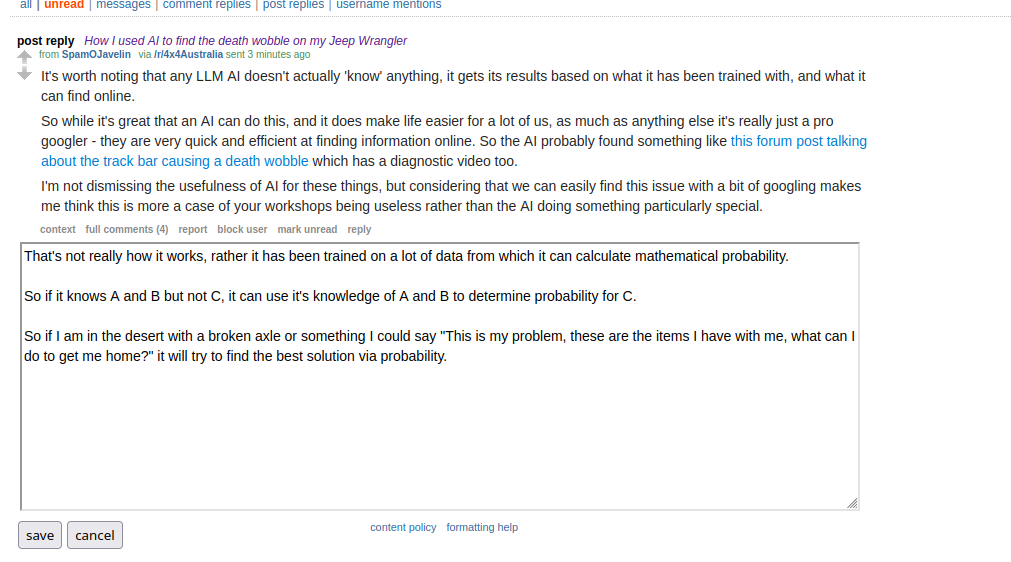 all | unread | messages | comment replies | post replies | username mentions
post reply How I used AI to find the death wobble on my Jeep Wrangler
from SpamOJavelin via /r/4x4Australia sent 3 minutes ago
It's worth noting that any LLM AI doesn't actually 'know' anything, it gets its results based on what it has been trained with, and what it
can find online.
So while it's great that an AI can do this, and it does make life easier for a lot of us, as much as anything else it's really just a pro
googler - they are very quick and efficient at finding information online. So the AI probably found something like this forum post talking
about the track bar causing a death wobble which has a diagnostic video too.
I'm not dismissing the usefulness of AI for these things, but considering that we can easily find this issue with a bit of googling makes
me think this is more a case of your workshops being useless rather than the AI doing something particularly special.
context full comments (4) report block user mark unread reply
That's not really how it works, rather it has been trained on a lot of data from which it can calculate mathematical probability.
So if it knows A and B but not C, it can use it's knowledge of A and B to determine probability for C.
So if I am in the desert with a broken axle or something I could say "This is my problem, these are the items I have with me, what can I
do to get me home?" it will try to find the best solution via probability.
save cancel content policy formatting help